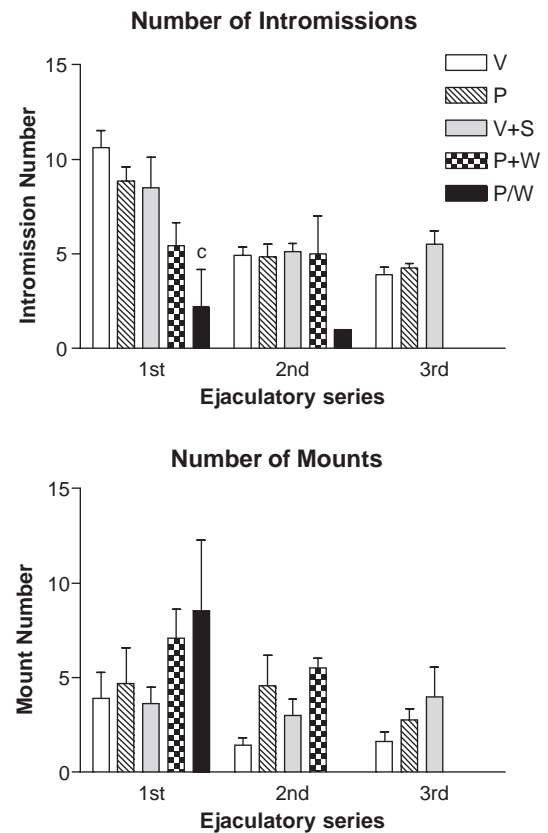 Number of Intromissions
15
10
5
0
Intromission Number
V
P
V+S
P+W
P/W
c
1st 2nd 3rd
Ejaculatory series
Number of Mounts
15
10
5
0
Mount Number
1st 2nd 3rd
Ejaculatory series